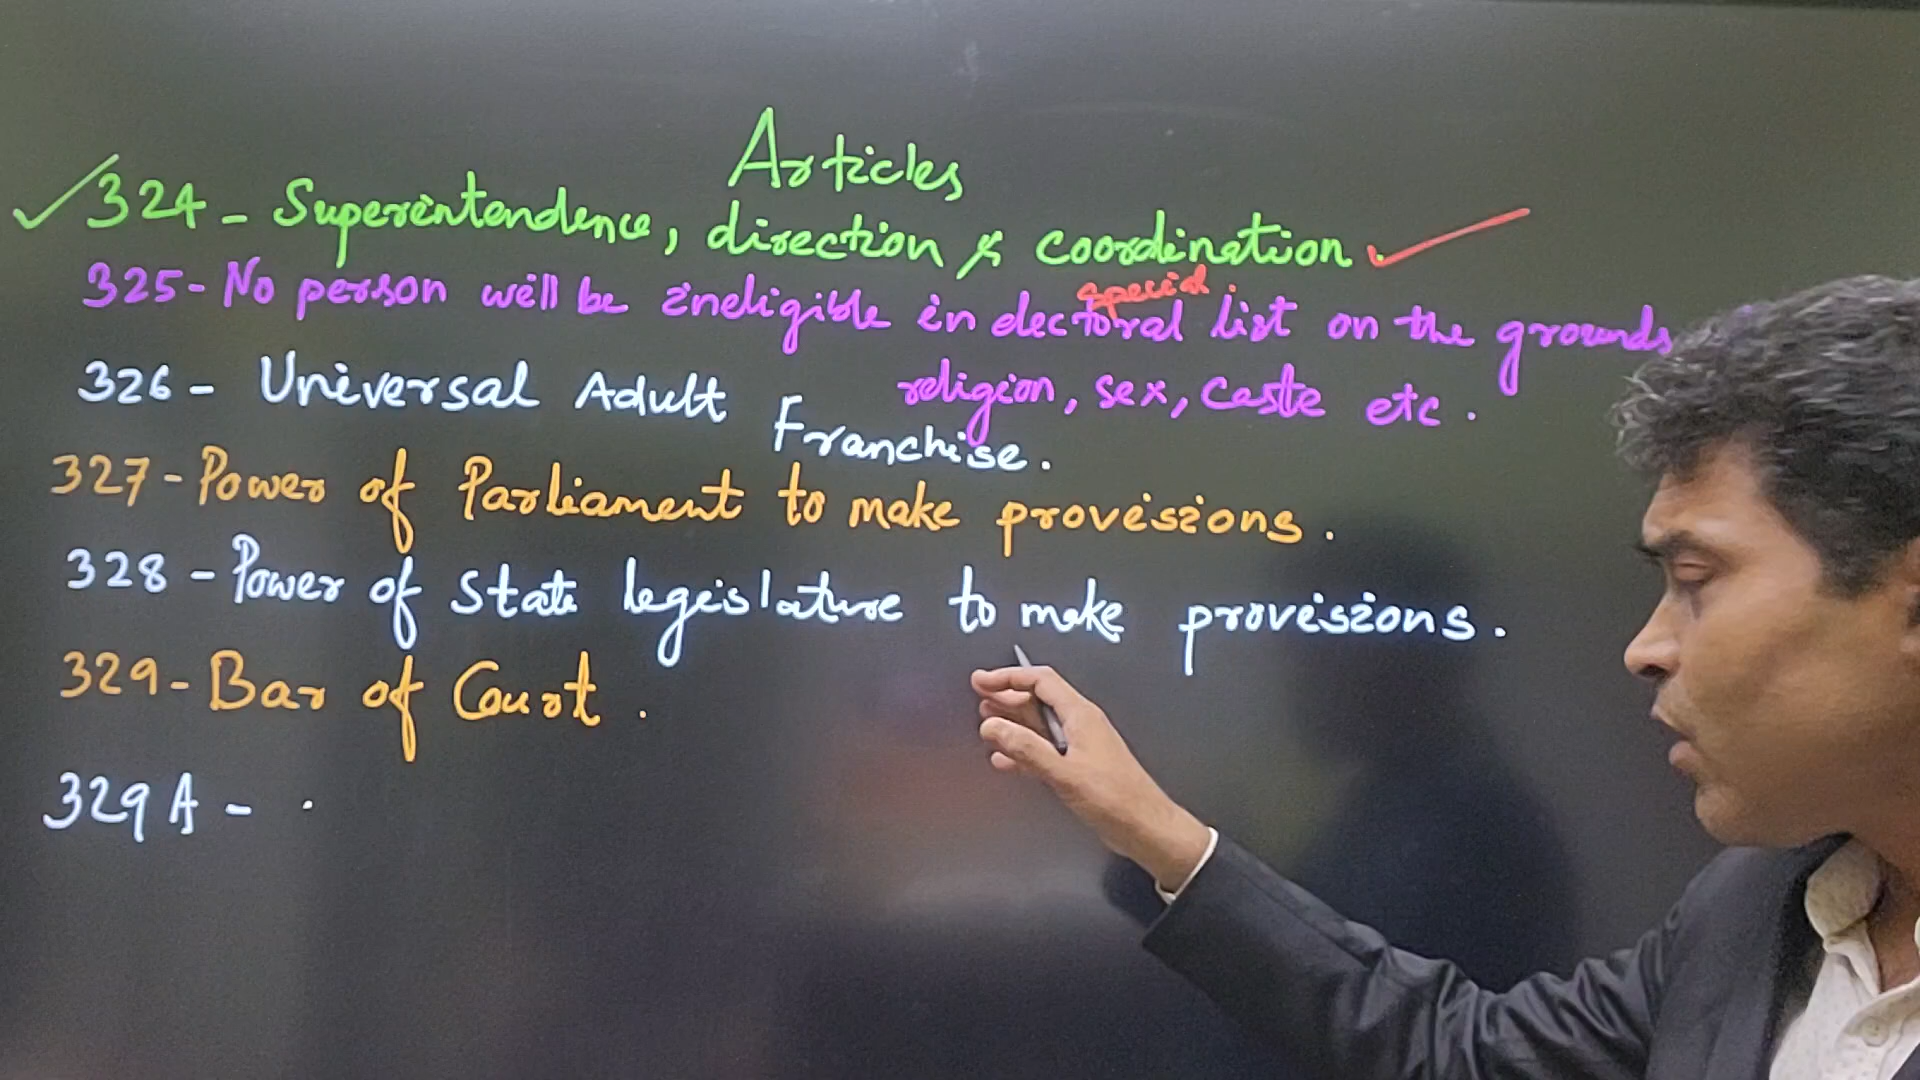 Articles
324 - Superintendence, direction & coordination.
special
325 - No person will be ineligible in electoral list on the grounds
religion, sex, caste etc.
326 - Universal Adult Franchise.
327 - Power of Parliament to make provisions.
328 - Power of State legislature to make provisions.
329 - Bar of Court.
329A -